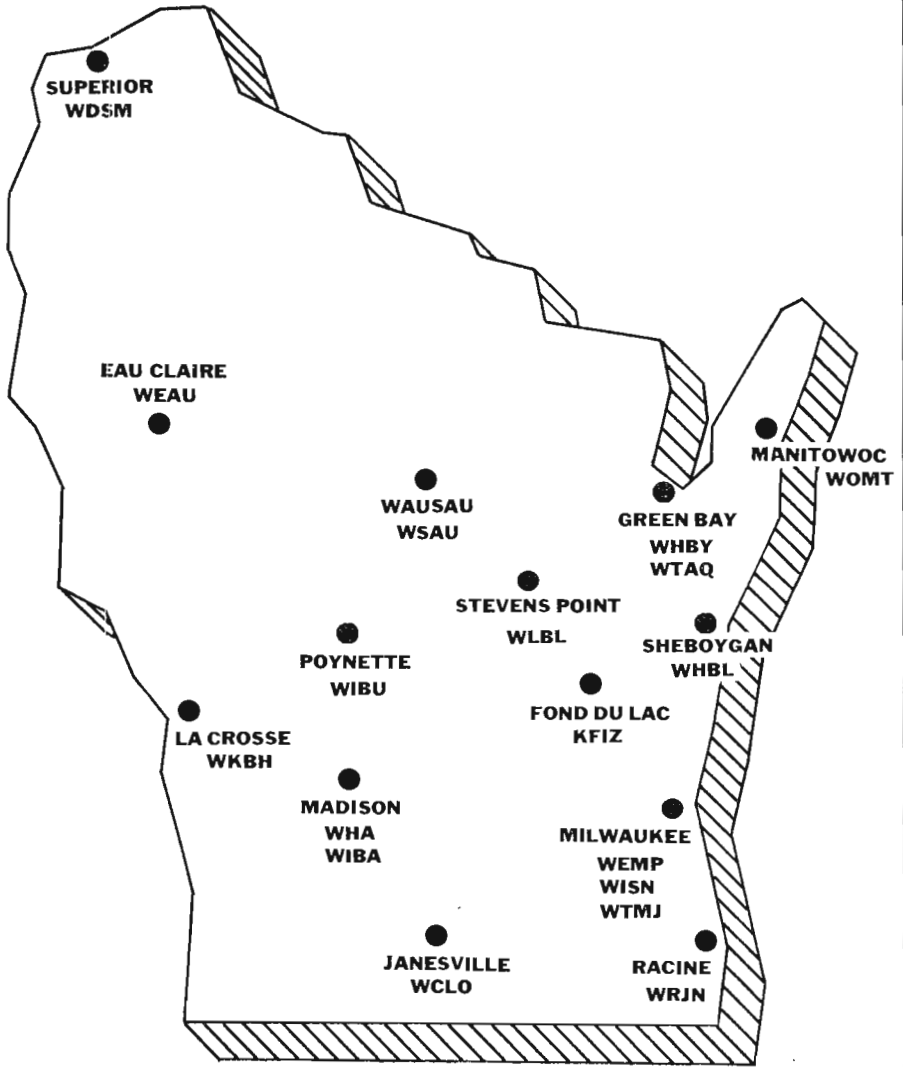 SUPERIOR
WDSM
EAU CLAIRE
WEAU
MANITOWOC
WOMT
WAUSAU
WSAU
GREEN BAY
WHBY
WTAQ
STEVENS POINT
WLBL
SHEBOYGAN
WHBL
POYNETTE
WIBU
FOND DU LAC
KFIZ
LA CROSSE
WKBH
MADISON
WHA
WIBA
MILWAUKEE
WEMP
WISN
WTMJ
JANESVILLE
WCLO
RACINE
WRJN